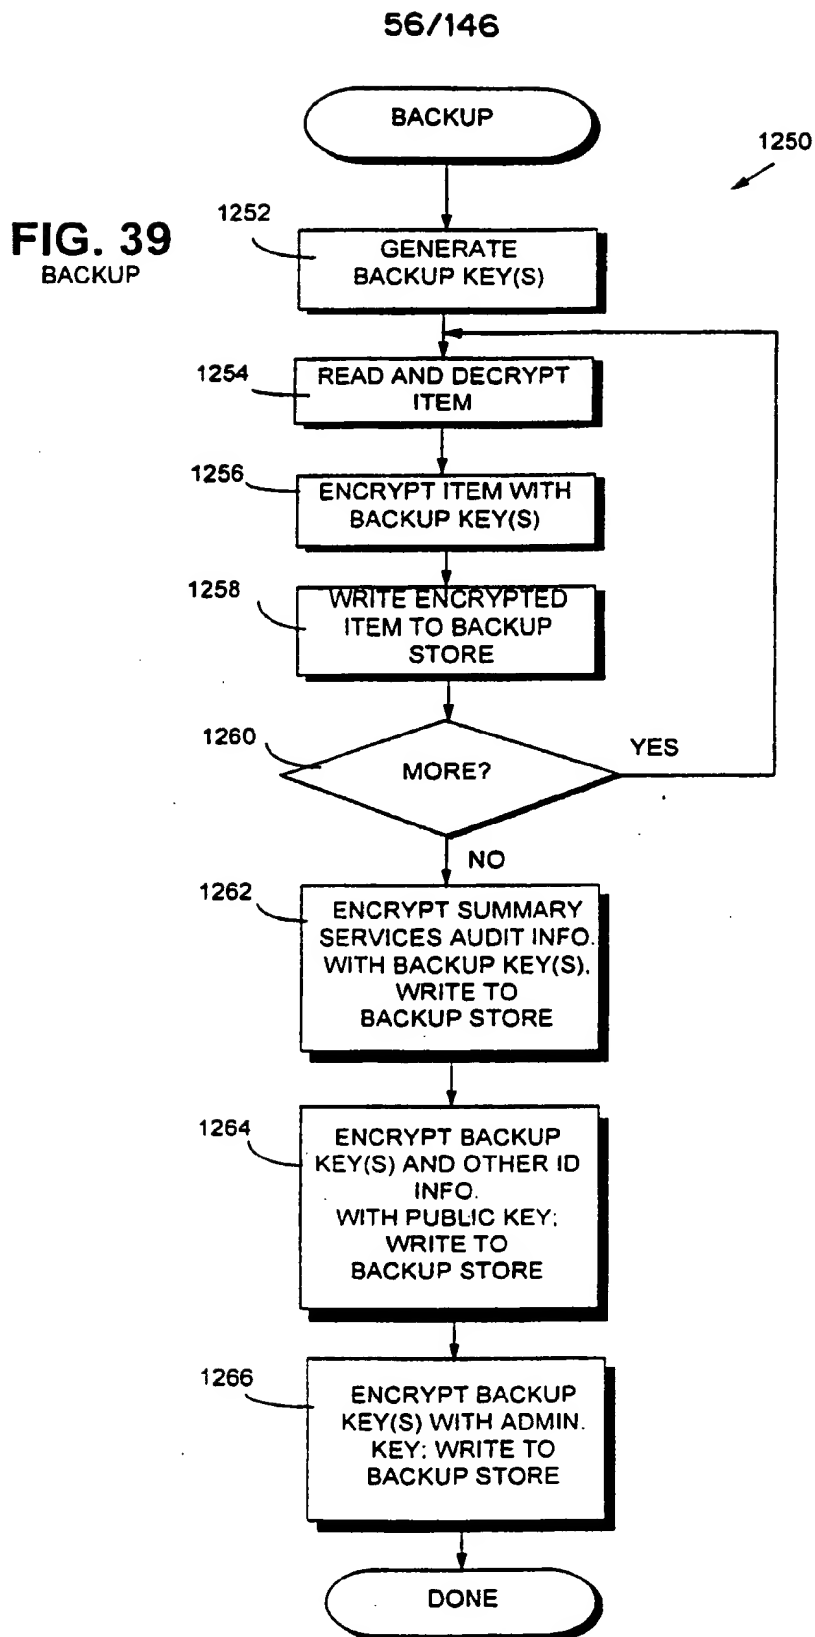 56/146
BACKUP
1250
FIG. 39
BACKUP
1252
GENERATE
BACKUP KEY(S)
1254
READ AND DECRYPT
ITEM
1256
ENCRYPT ITEM WITH
BACKUP KEY(S)
1258
WRITE ENCRYPTED
ITEM TO BACKUP
STORE
1260
MORE?
YES
NO
1262
ENCRYPT SUMMARY
SERVICES AUDIT INFO.
WITH BACKUP KEY(S),
WRITE TO
BACKUP STORE
1264
ENCRYPT BACKUP
KEY(S) AND OTHER ID
INFO.
WITH PUBLIC KEY;
WRITE TO
BACKUP STORE
1266
ENCRYPT BACKUP
KEY(S) WITH ADMIN.
KEY; WRITE TO
BACKUP STORE
DONE